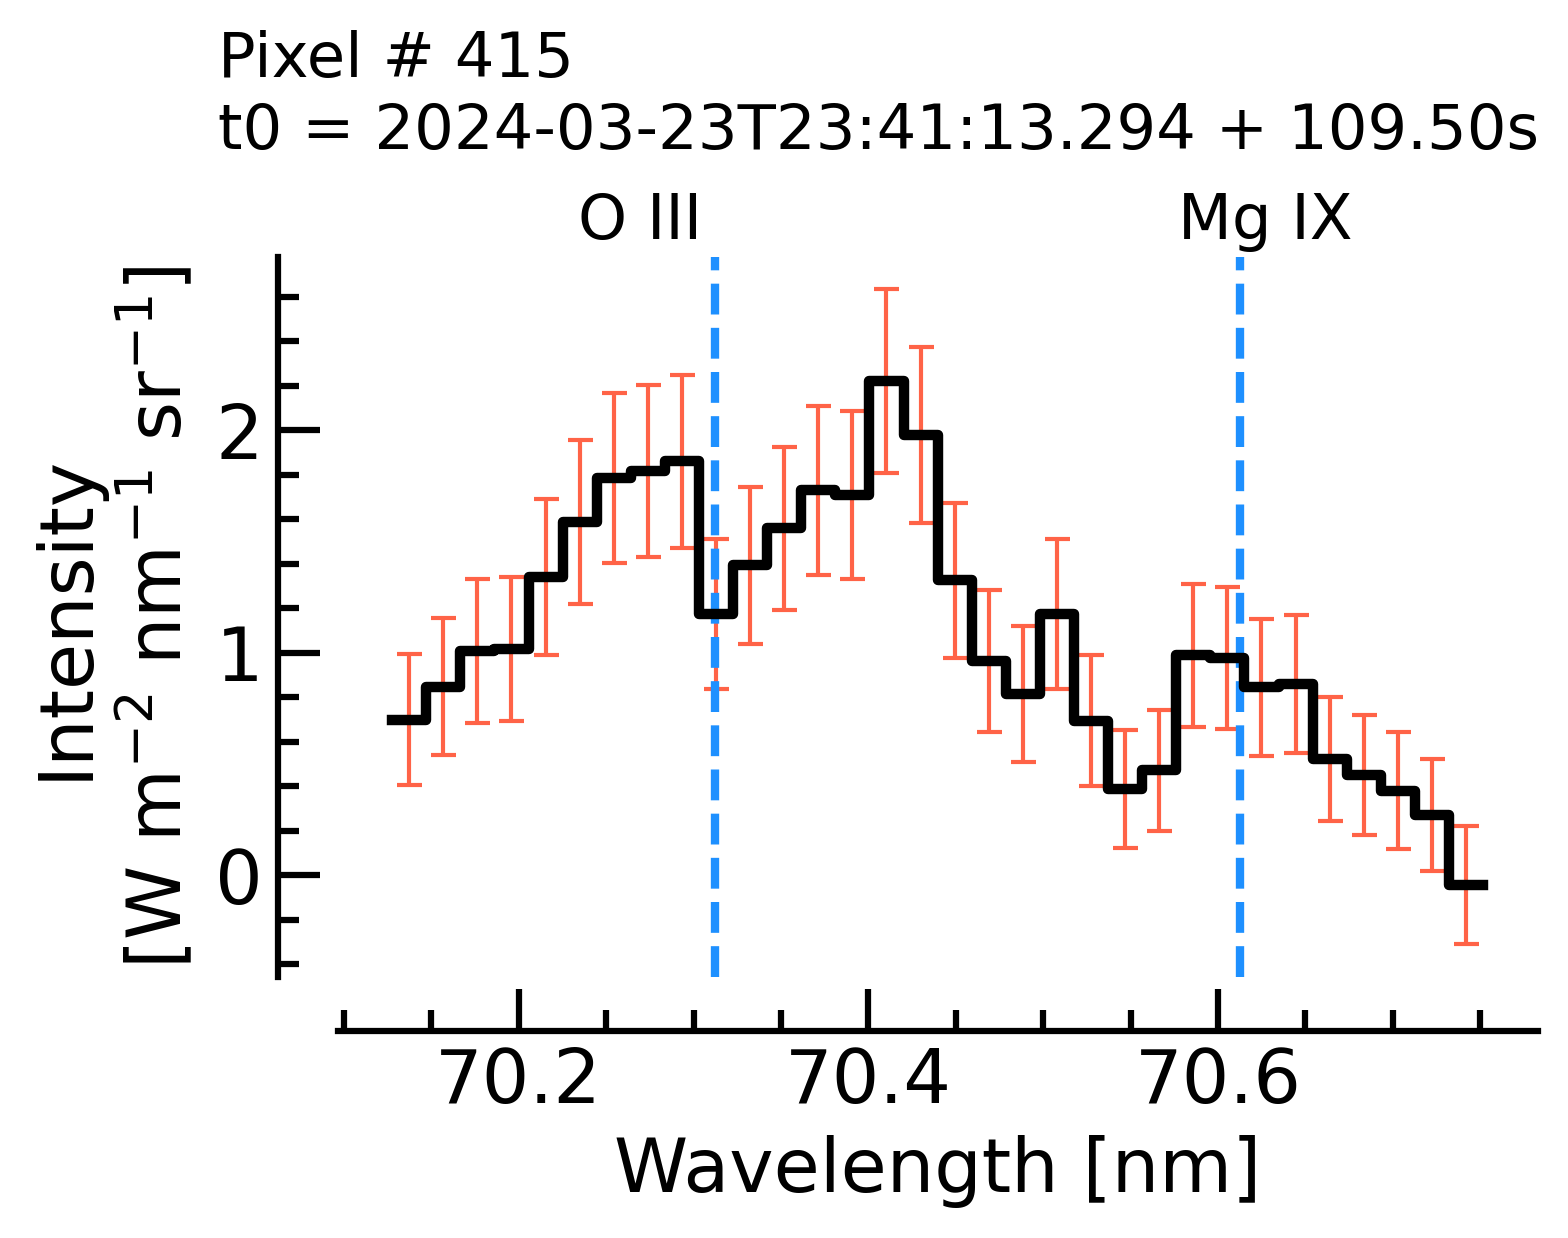 Pixel # 415
t0 = 2024-03-23T23:41:13.294 + 109.50s
O III
Mg IX
Intensity
[W m⁻² nm⁻¹ sr⁻¹]
2
1
0
70.2
70.4
70.6
Wavelength [nm]